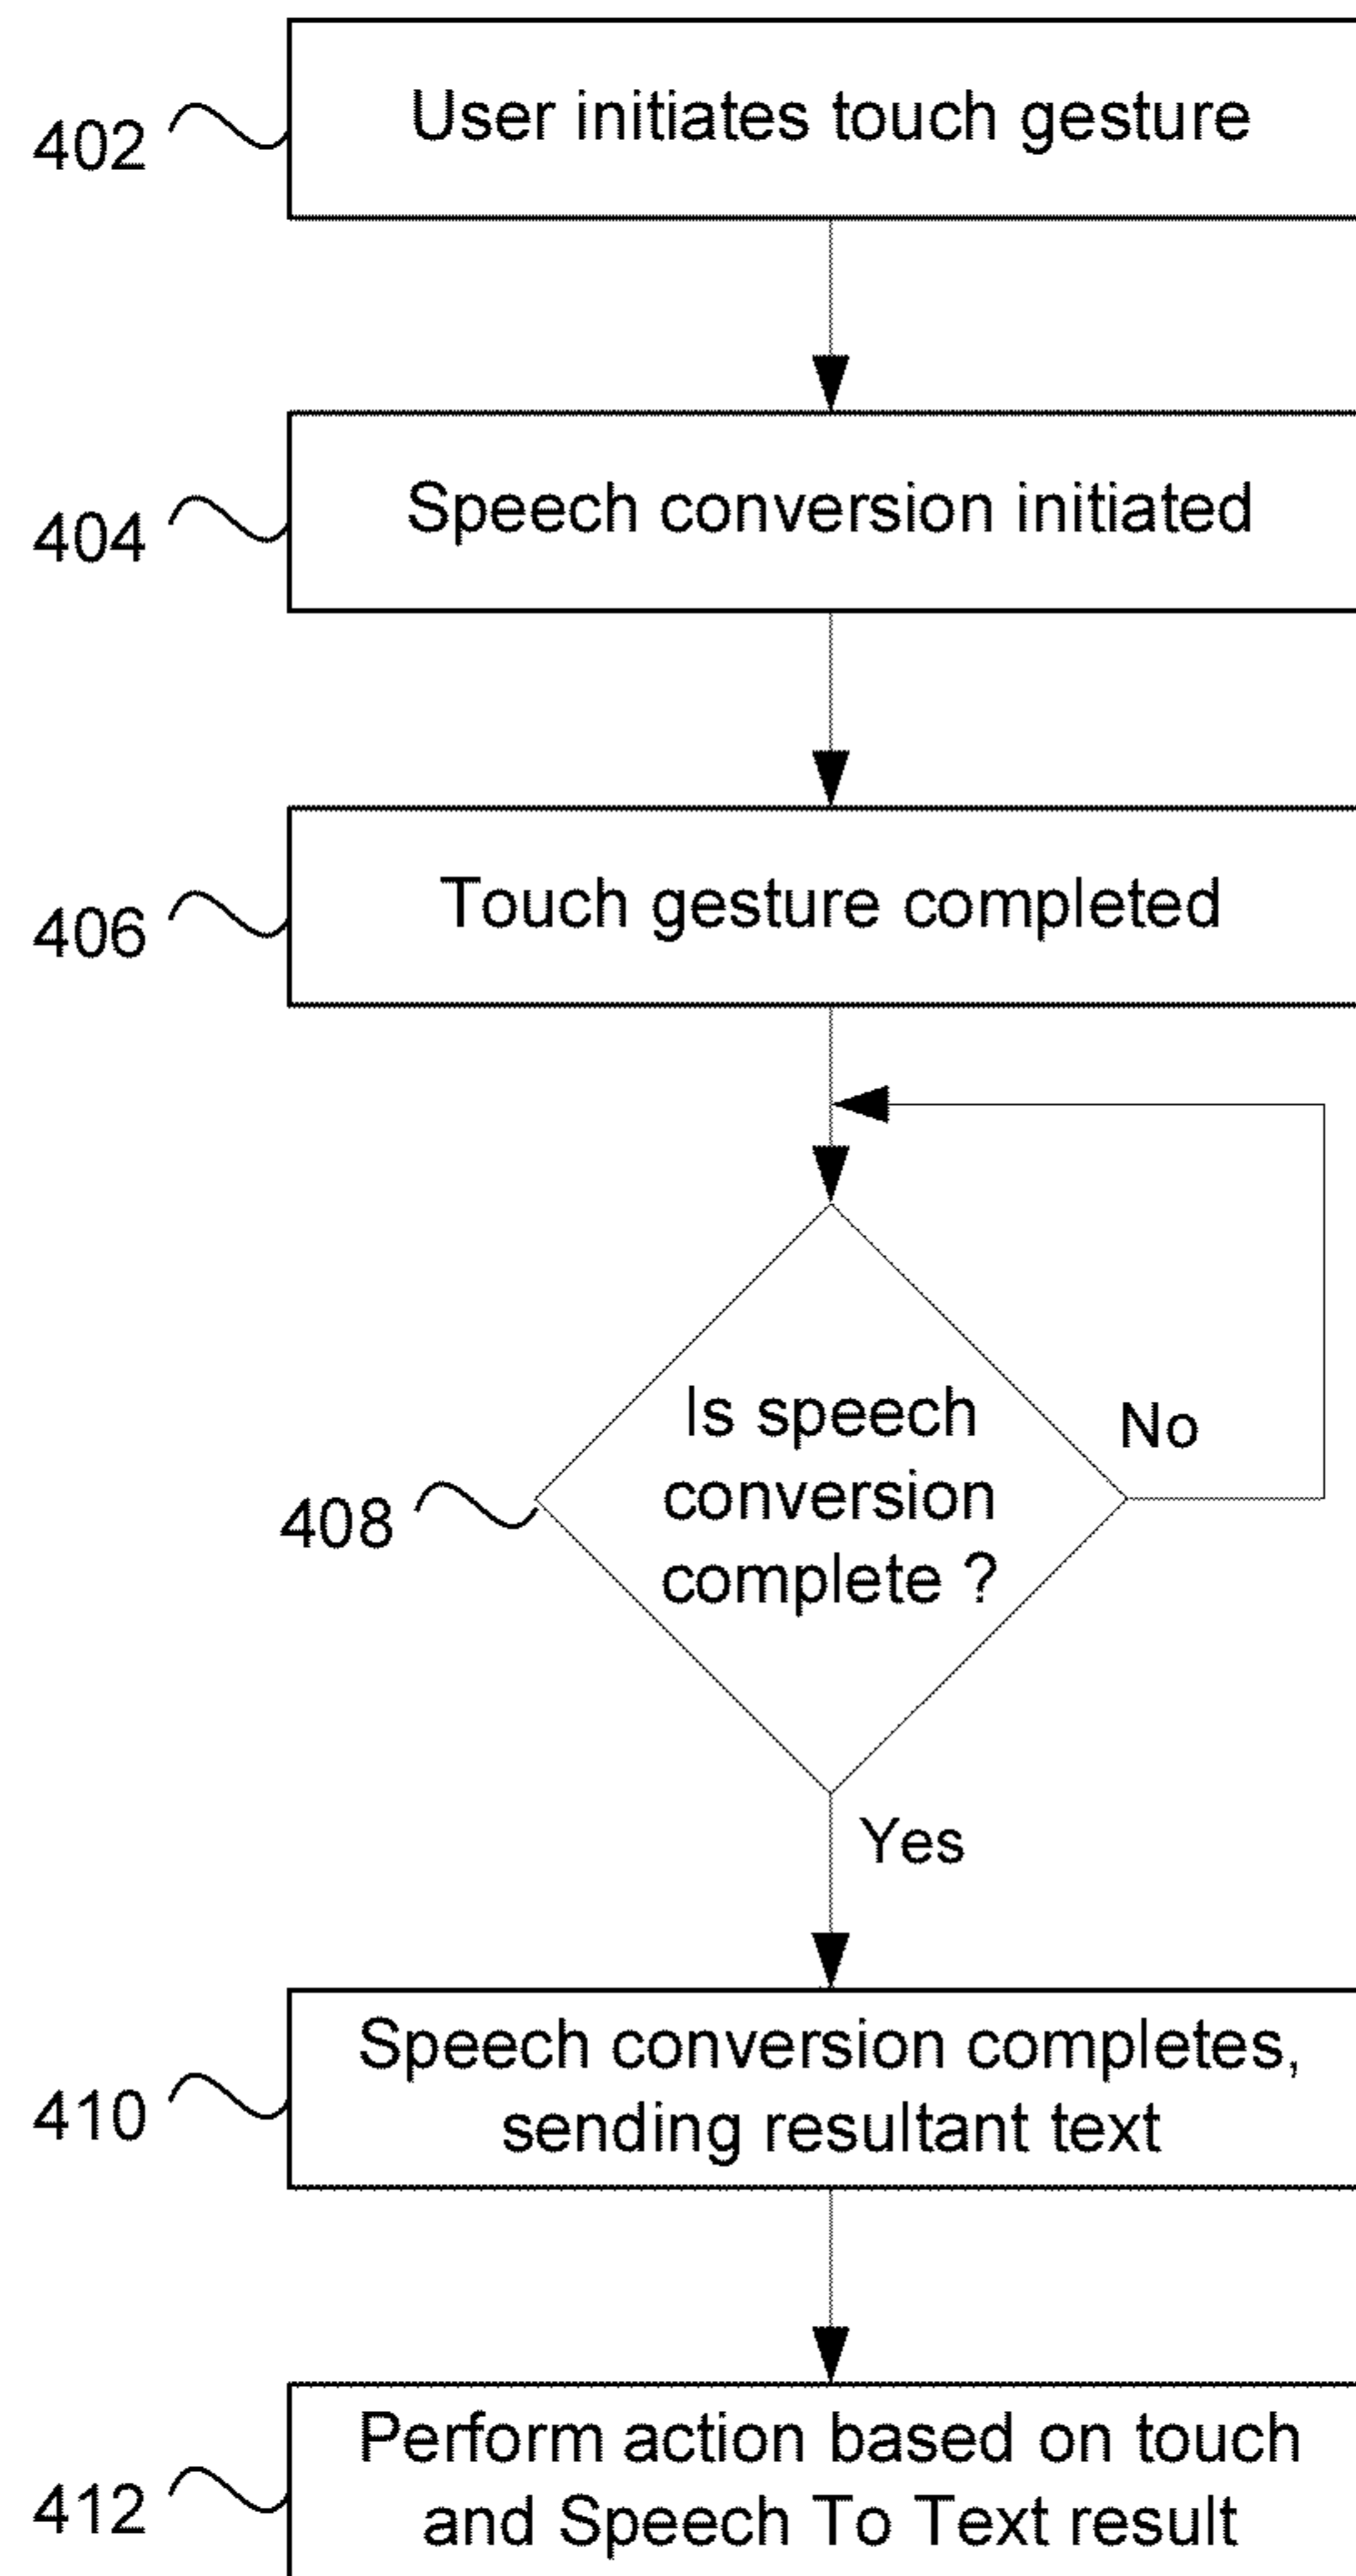 402
User initiates touch gesture
404
Speech conversion initiated
406
Touch gesture completed
408
Is speech
conversion
complete ?
No
Yes
410
Speech conversion completes,
sending resultant text
412
Perform action based on touch
and Speech To Text result